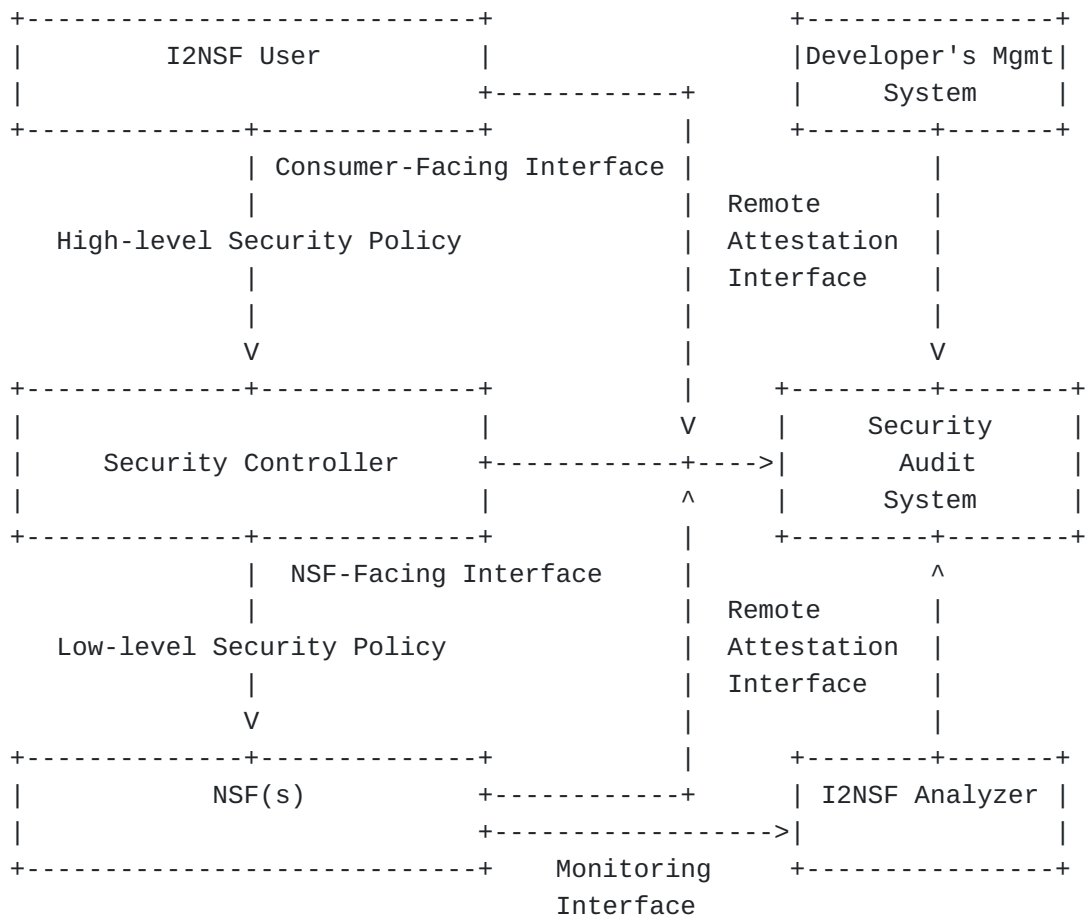 I2NSF User
Developer's Mgmt
System
Consumer-Facing Interface
Remote
High-level Security Policy
Attestation
Interface
Security
Security Controller
Audit
System
NSF-Facing Interface
Remote
Low-level Security Policy
Attestation
Interface
NSF(s)
I2NSF Analyzer
Monitoring
Interface